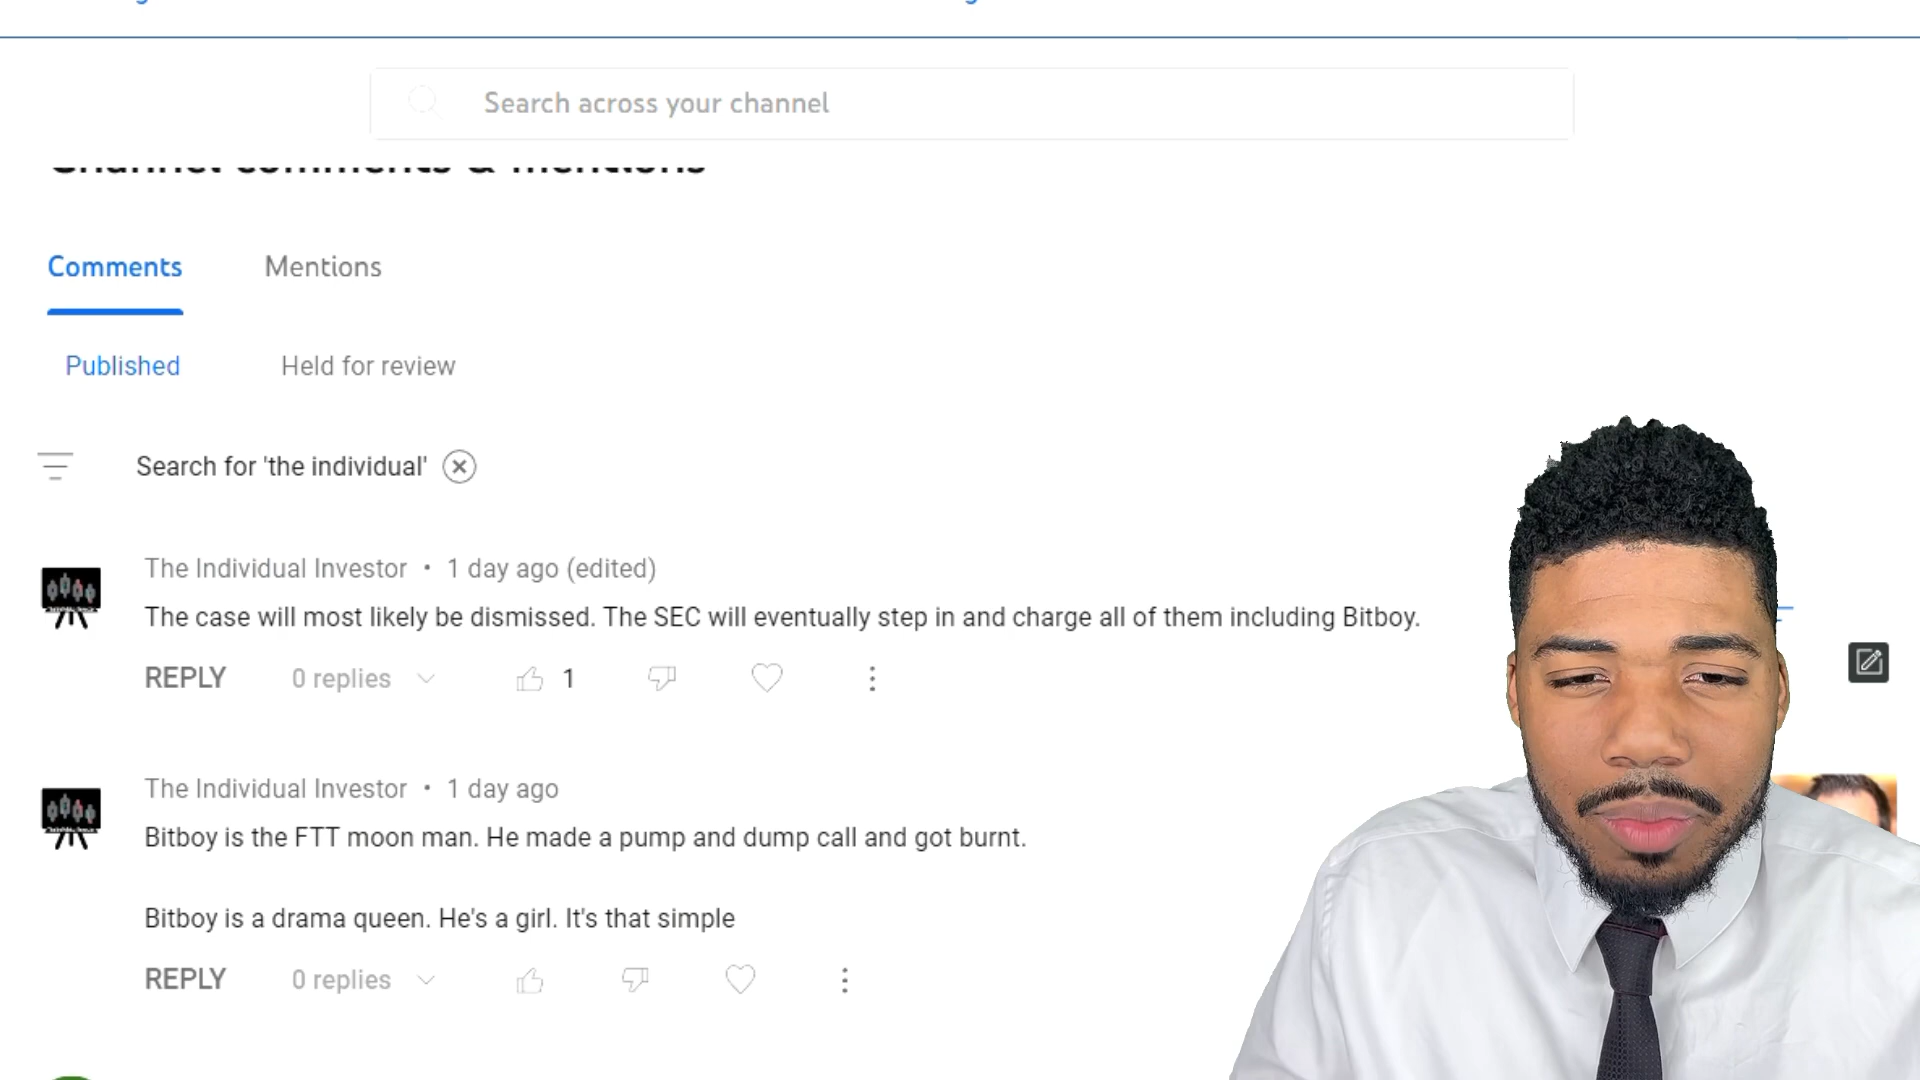 Search across your channel
Channel comments & mentions
Comments Mentions
Published Held for review
Search for 'the individual'
The Individual Investor • 1 day ago (edited)
The case will most likely be dismissed. The SEC will eventually step in and charge all of them including Bitboy.
REPLY 0 replies 1
The Individual Investor • 1 day ago
Bitboy is the FTT moon man. He made a pump and dump call and got burnt.
Bitboy is a drama queen. He's a girl. It's that simple
REPLY 0 replies